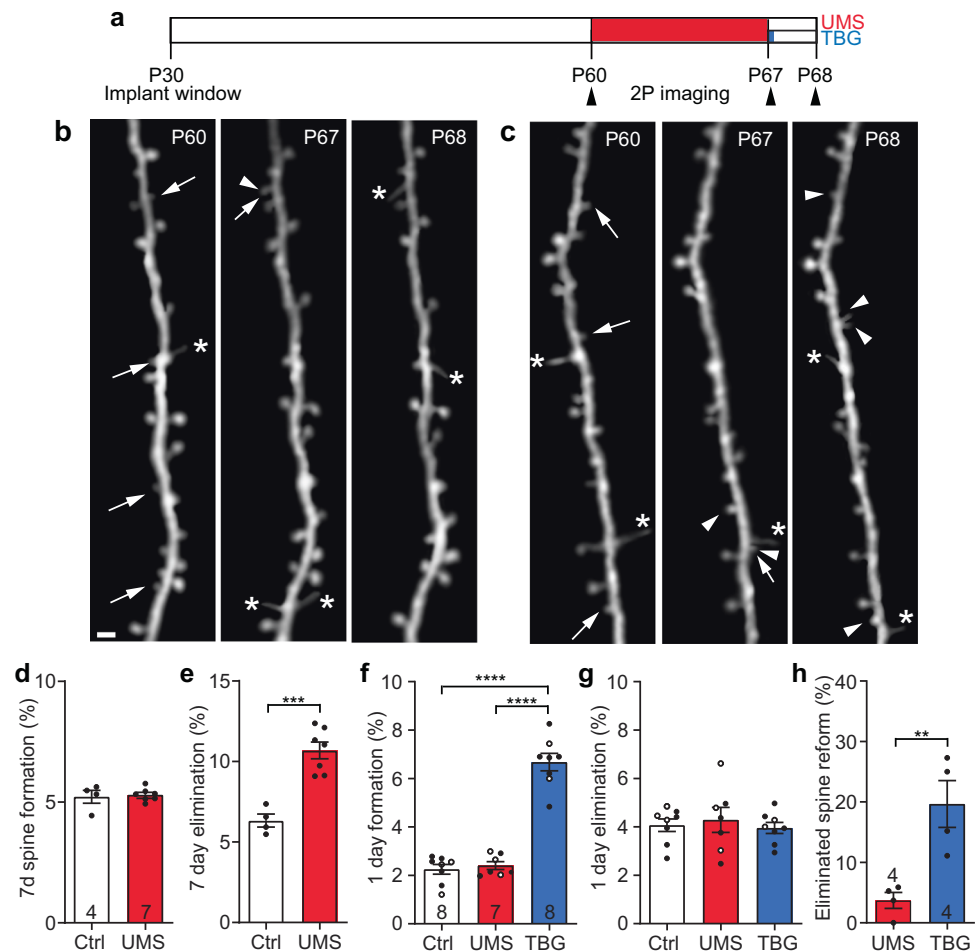 a
UMS
TBG
P30
P60
P67
P68
Implant window
2P imaging
b
P60
P67
P68
*
*
*
*
*
*
c
P60
P67
P68
*
*
*
*
*
d
7d spine formation (%)
10
5
0
4
7
Ctrl
UMS
e
7 day elimination (%)
15
10
5
0
***
Ctrl
UMS
f
1 day formation (%)
10
8
6
4
2
0
****
****
8
7
8
Ctrl
UMS
TBG
g
1 day elimination (%)
10
8
6
4
2
0
Ctrl
UMS
TBG
h
Eliminated spine reform (%)
40
30
20
10
0
**
4
4
UMS
TBG